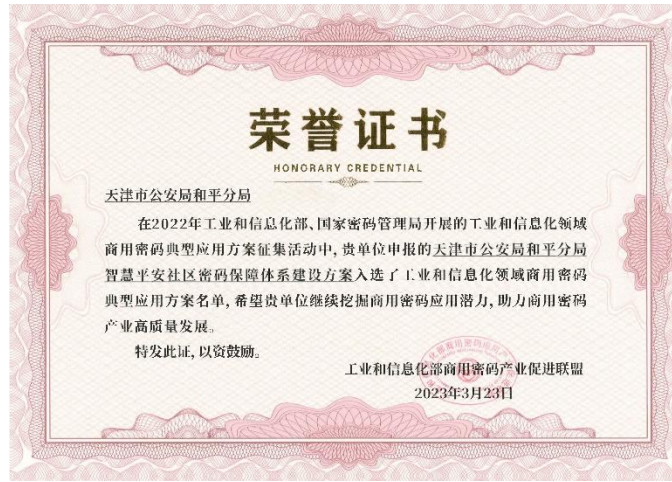 荣誉证书
HONORARY CREDENTIAL
天津市公安局和平分局
在2022年工业和信息化部、国家密码管理局开展的工业和信息化领域
商用密码典型应用方案征集活动中,贵单位申报的天津市公安局和平分局
智慧平安社区密码保障体系建设方案入选了工业和信息化领域商用密码
典型应用方案名单,希望贵单位继续挖掘商用密码应用潜力,助力商用密码
产业高质量发展。
特发此证,以资鼓励。
工业和信息化部商用密码产业促进联盟
2023年3月23日